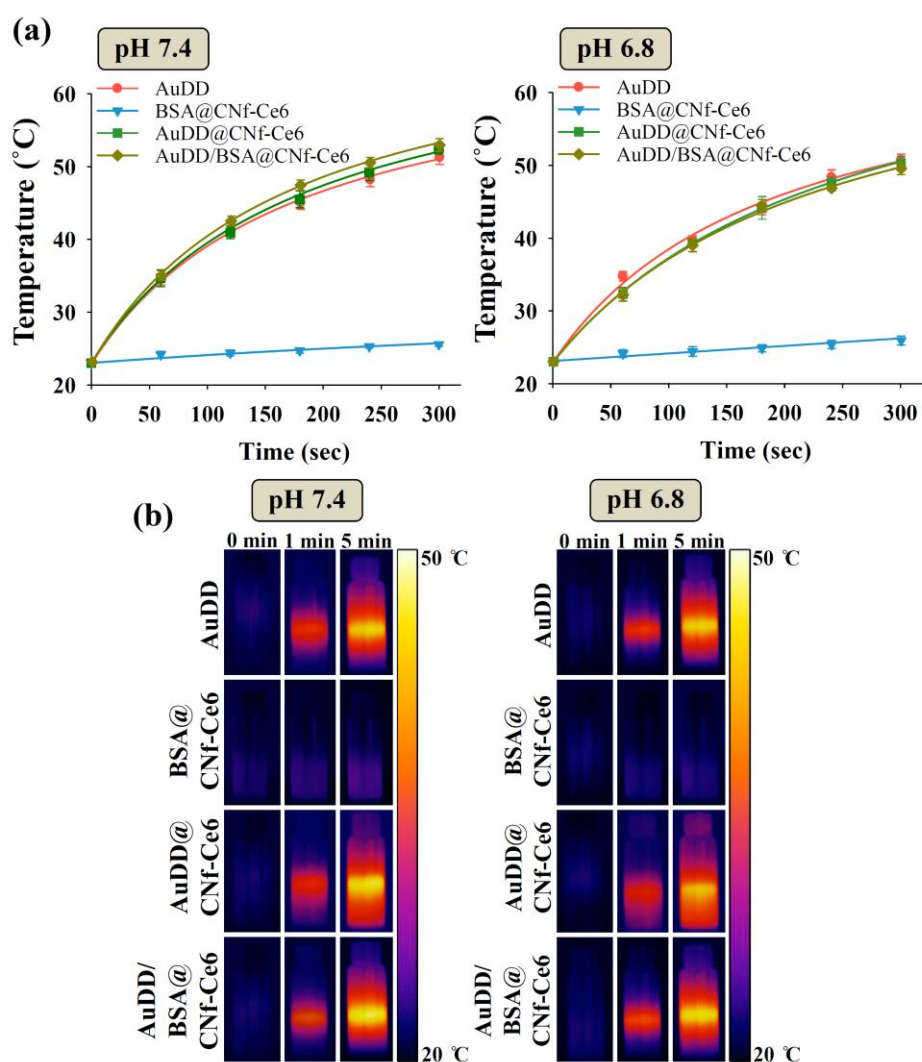 (a)
pH 7.4
AuDD
BSA@CNf-Ce6
AuDD@CNf-Ce6
AuDD/BSA@CNf-Ce6
60
50
40
30
20
Temperature (˚C)
0 50 100 150 200 250 300
Time (sec)
pH 6.8
AuDD
BSA@CNf-Ce6
AuDD@CNf-Ce6
AuDD/BSA@CNf-Ce6
60
50
40
30
20
Temperature (˚C)
0 50 100 150 200 250 300
Time (sec)
(b)
pH 7.4
0 min 1 min 5 min
50 ℃
AuDD
BSA@
CNf-Ce6
AuDD@
CNf-Ce6
AuDD/
BSA@
CNf-Ce6
20 ℃
pH 6.8
0 min 1 min 5 min
50 ℃
AuDD
BSA@
CNf-Ce6
AuDD@
CNf-Ce6
AuDD/
BSA@
CNf-Ce6
20 ℃